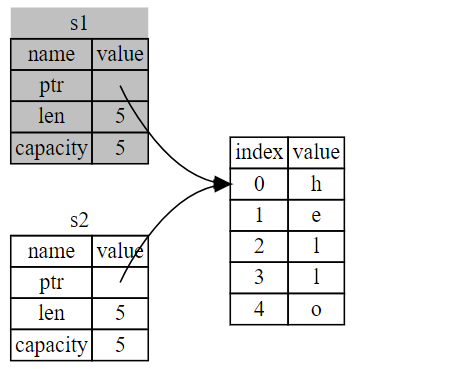 s1
name value
ptr
len 5
capacity 5
s2
name value
ptr
len 5
capacity 5
index value
0 h
1 e
2 l
3 l
4 o